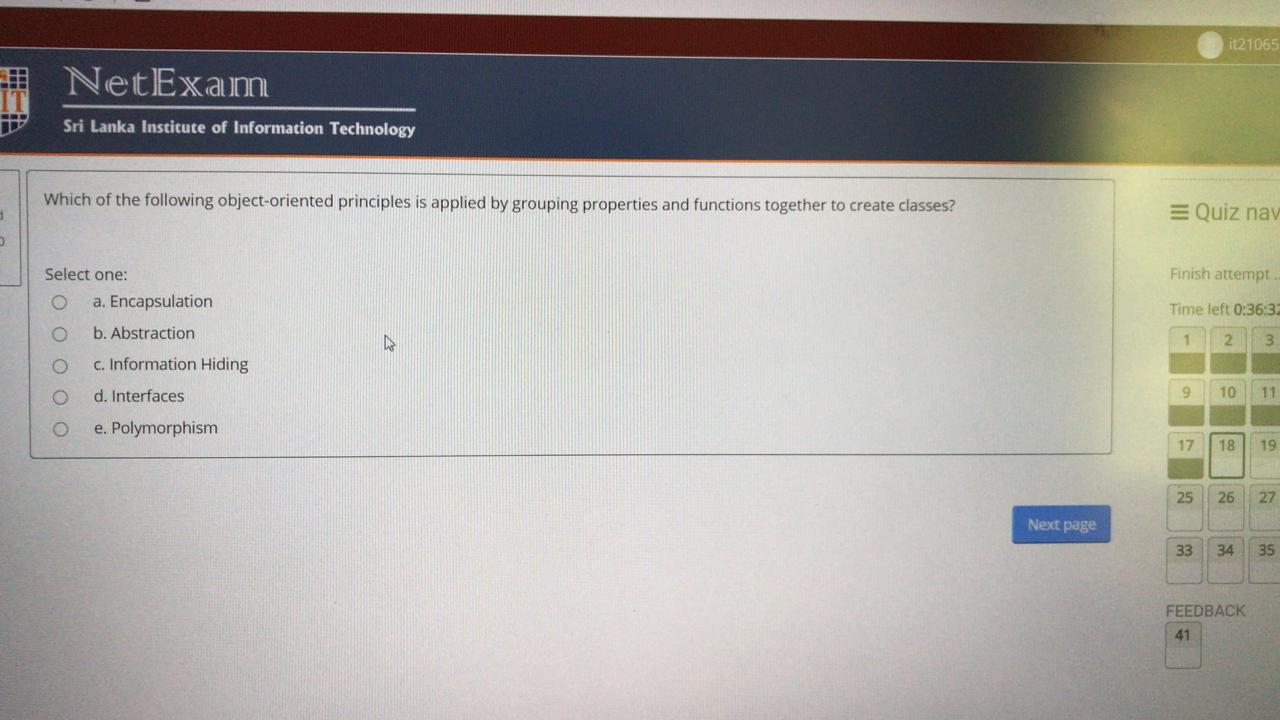 it21065
NetExam
IT
Sri Lanka Institute of Information Technology
Which of the following object-oriented principles is applied by grouping properties and functions together to create classes?
Select one:
a. Encapsulation
b. Abstraction
c. Information Hiding
d. Interfaces
e. Polymorphism
Next page
Quiz nav
Finish attempt ..
Time left 0:36:32
1 2 3
9 10 11
17 18 19
25 26 27
33 34 35
FEEDBACK
41